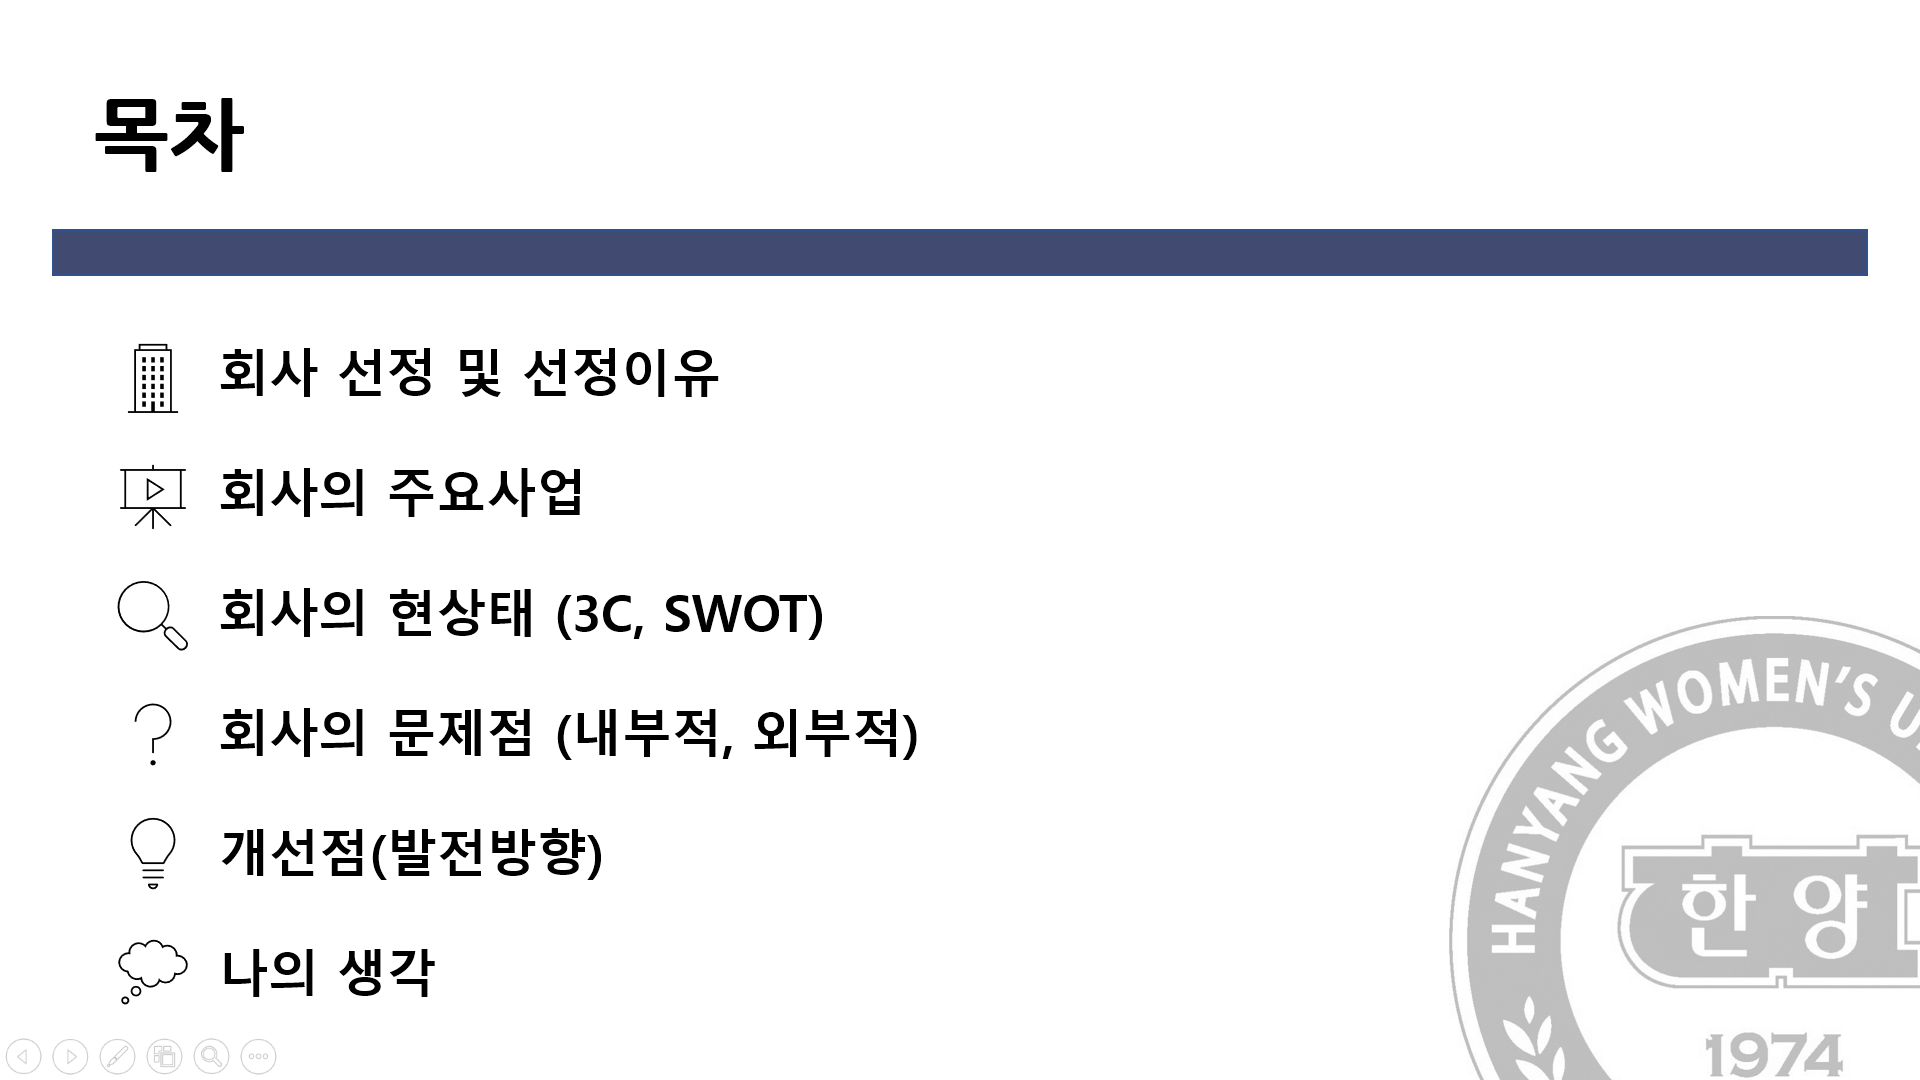 목차
회사 선정 및 선정이유
회사의 주요사업
회사의 현상태 (3C, SWOT)
회사의 문제점 (내부적, 외부적)
개선점(발전방향)
나의 생각
HANYANG WOMEN'S
한양
1974